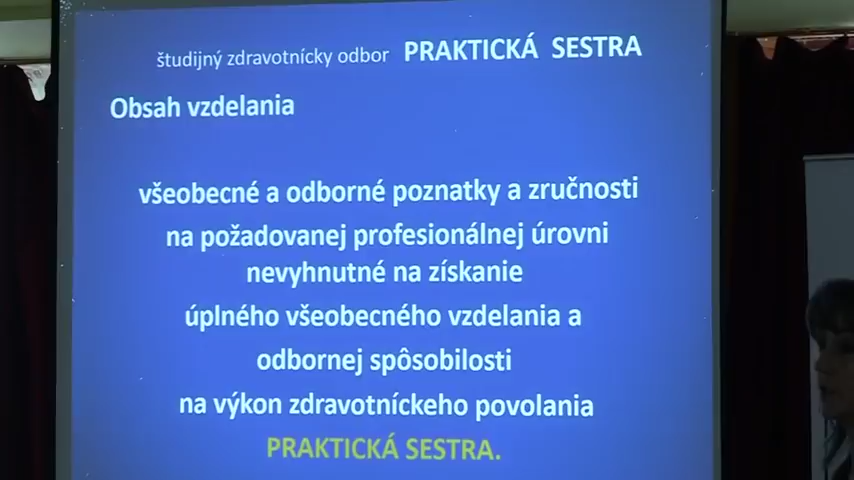 študijný zdravotnícky odbor PRAKTICKÁ SESTRA
Obsah vzdelania
všeobecné a odborné poznatky a zručnosti
na požadovanej profesionálnej úrovni
nevyhnutné na získanie
úplného všeobecného vzdelania a
odbornej spôsobilosti
na výkon zdravotníckeho povolania
PRAKTICKÁ SESTRA.